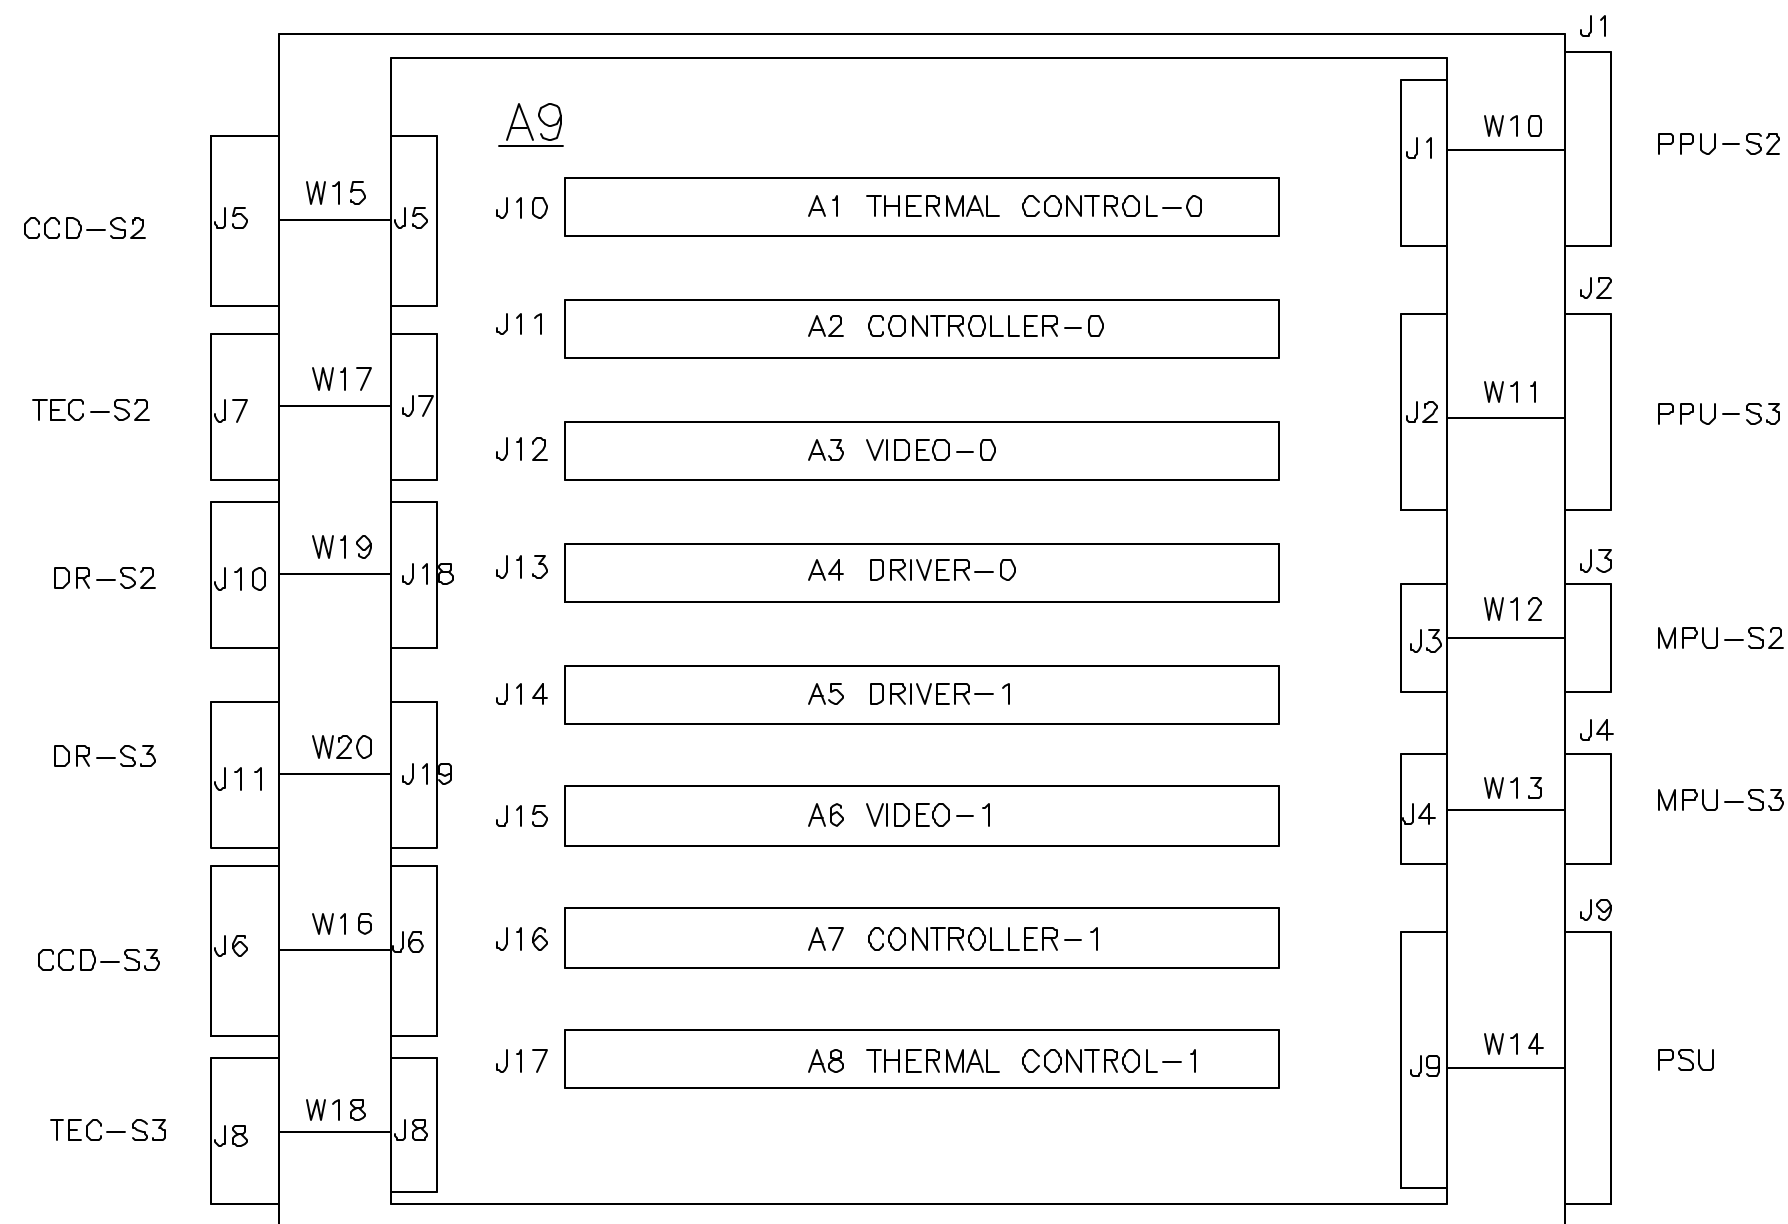 J1
A9
W10
J1
PPU-S2
W15
J5
J5
CCD-S2
J10
A1 THERMAL CONTROL-0
J2
J11
A2 CONTROLLER-0
W17
J7
J7
TEC-S2
W11
J2
PPU-S3
J12
A3 VIDEO-0
W19
J10
J18
DR-S2
J13
A4 DRIVER-0
J3
W12
J3
MPU-S2
J14
A5 DRIVER-1
J4
W20
J11
J19
DR-S3
W13
J4
MPU-S3
J15
A6 VIDEO-1
J9
W16
J6
J6
CCD-S3
J16
A7 CONTROLLER-1
W14
J9
PSU
J17
A8 THERMAL CONTROL-1
W18
J8
J8
TEC-S3